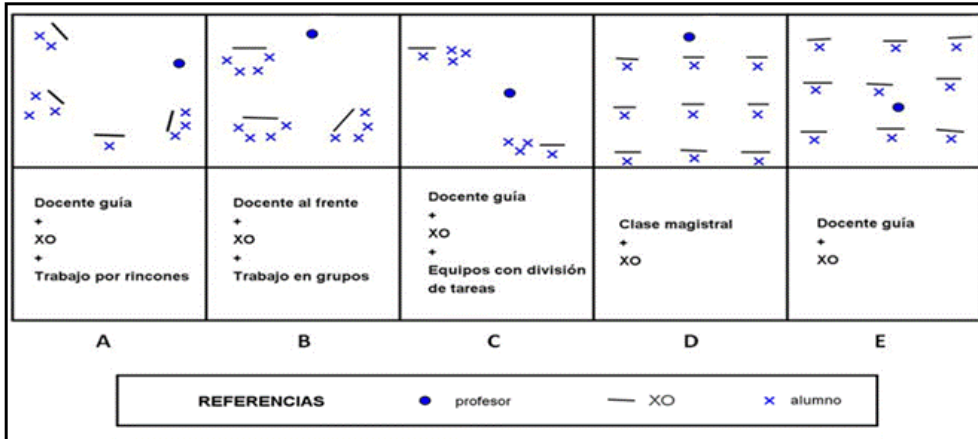 Docente guía
+
XO
+
Trabajo por rincones
Docente al frente
+
XO
+
Trabajo en grupos
Docente guía
+
XO
+
Equipos con división
de tareas
Clase magistral
+
XO
Docente guía
+
XO
A
B
C
D
E
REFERENCIAS
profesor
XO
alumno